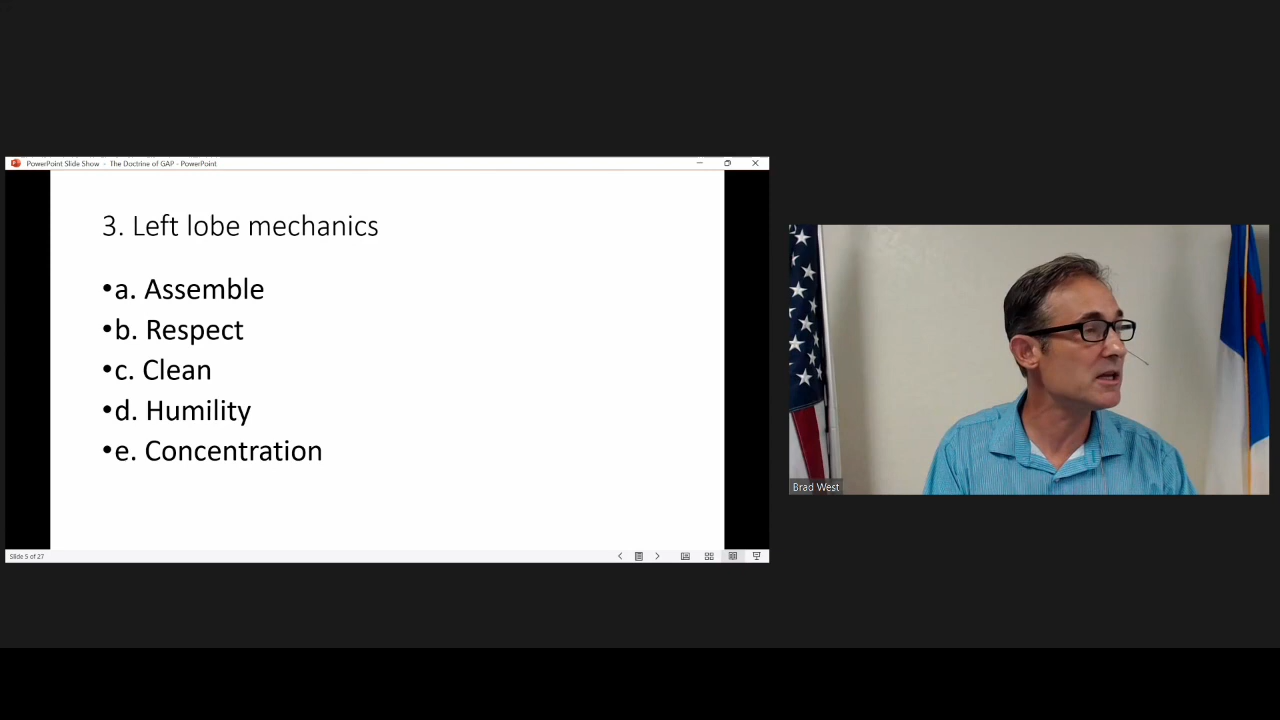 PowerPoint Slide Show - The Doctrine of GAP - PowerPoint
3. Left lobe mechanics
•a. Assemble
•b. Respect
•c. Clean
•d. Humility
•e. Concentration
Slide 5 of 27
Brad West